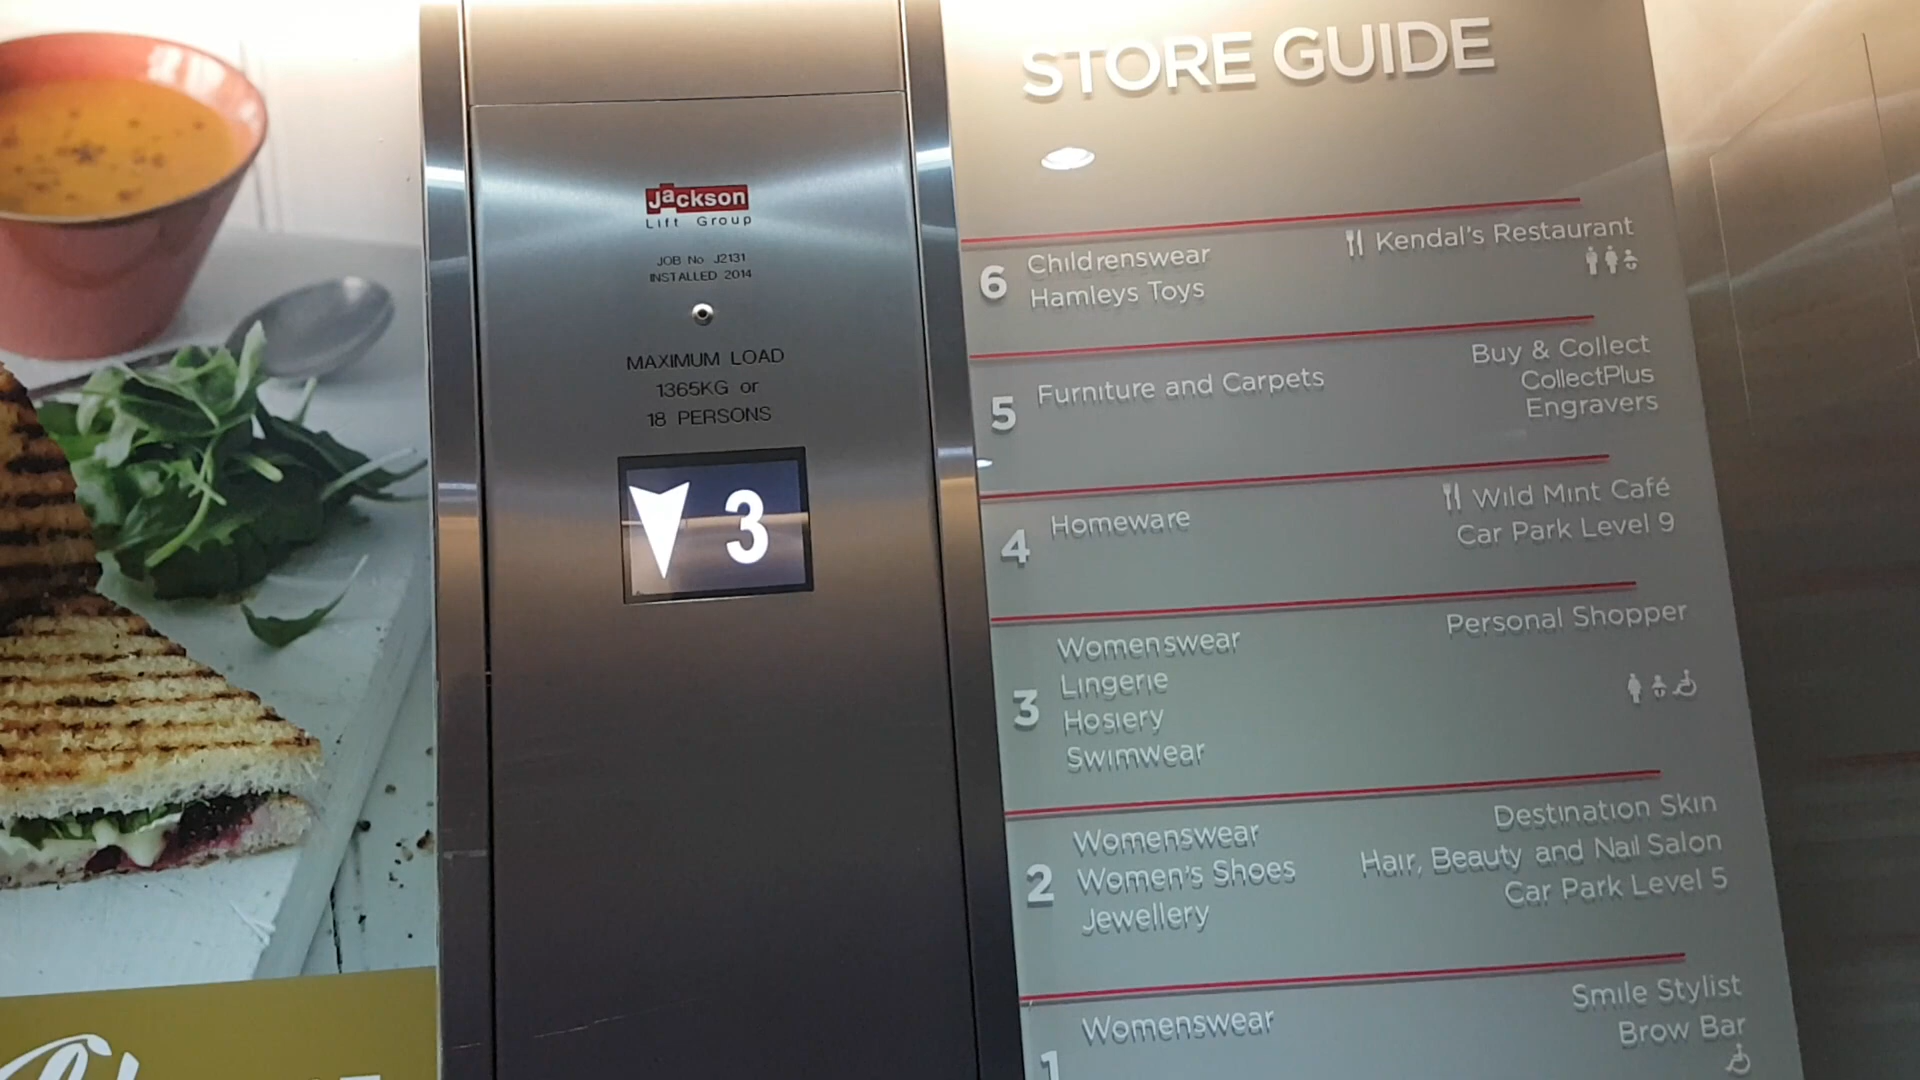 Jackson
Lift Group
JOB No J2131
INSTALLED 2014
MAXIMUM LOAD
1365KG or
18 PERSONS
3
STORE GUIDE
6
Childrenswear
Hamleys Toys
Kendal's Restaurant
5
Furniture and Carpets
Buy & Collect
CollectPlus
Engravers
4
Homeware
Wild Mint Café
Car Park Level 9
3
Womenswear
Lingerie
Hosiery
Swimwear
Personal Shopper
2
Womenswear
Women's Shoes
Jewellery
Destination Skin
Hair, Beauty and Nail Salon
Car Park Level 5
1
Womenswear
Smile Stylist
Brow Bar